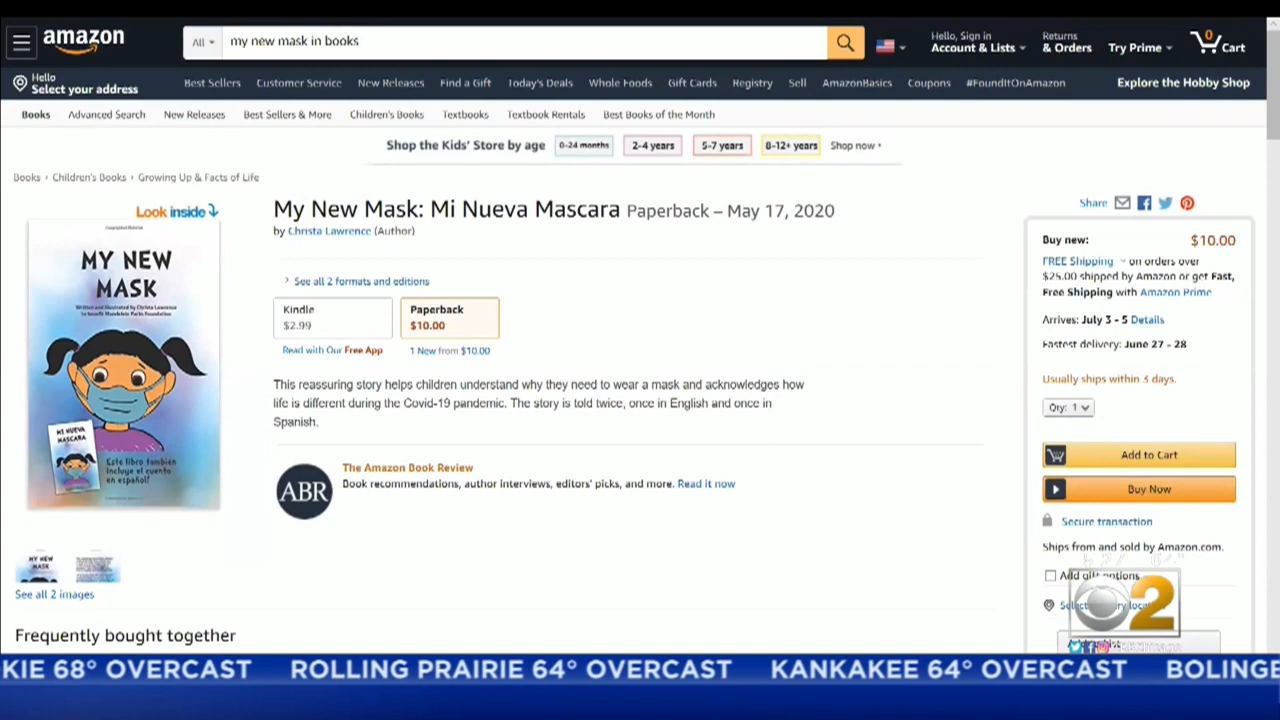 amazon
All
my new mask in books
Hello, Sign in
Account & Lists
Returns
& Orders
Try Prime
0
Cart
Hello
Select your address
Best Sellers
Customer Service
New Releases
Find a Gift
Today's Deals
Whole Foods
Gift Cards
Registry
Sell
AmazonBasics
Coupons
#FoundItOnAmazon
Explore the Hobby Shop
Books
Advanced Search
New Releases
Best Sellers & More
Children's Books
Textbooks
Textbook Rentals
Best Books of the Month
Shop the Kids' Store by age
0-24 months
2-4 years
5-7 years
8-12+ years
Shop now ›
Books › Children's Books › Growing Up & Facts of Life
Look inside
MY NEW
MASK
Written and Illustrated by Christa Lawrence
MI NUEVA
MASCARA
Este libro también
incluye el cuento
en español!
MY NEW
MASK
See all 2 images
My New Mask: Mi Nueva Mascara Paperback – May 17, 2020
by Christa Lawrence (Author)
› See all 2 formats and editions
Kindle
$2.99
Paperback
$10.00
Read with Our Free App
1 New from $10.00
This reassuring story helps children understand why they need to wear a mask and acknowledges how
life is different during the Covid-19 pandemic. The story is told twice, once in English and once in
Spanish.
ABR
The Amazon Book Review
Book recommendations, author interviews, editors' picks, and more. Read it now
Share
Buy new:
$10.00
FREE Shipping on orders over
$25.00 shipped by Amazon or get Fast,
Free Shipping with Amazon Prime
Arrives: July 3 - 5 Details
Fastest delivery: June 27 - 28
Usually ships within 3 days.
Qty: 1
Add to Cart
Buy Now
Secure transaction
Ships from and sold by Amazon.com.
Add gift options
2
Frequently bought together
KIE 68° OVERCAST
ROLLING PRAIRIE 64° OVERCAST
KANKAKEE 64° OVERCAST
BOLINGE